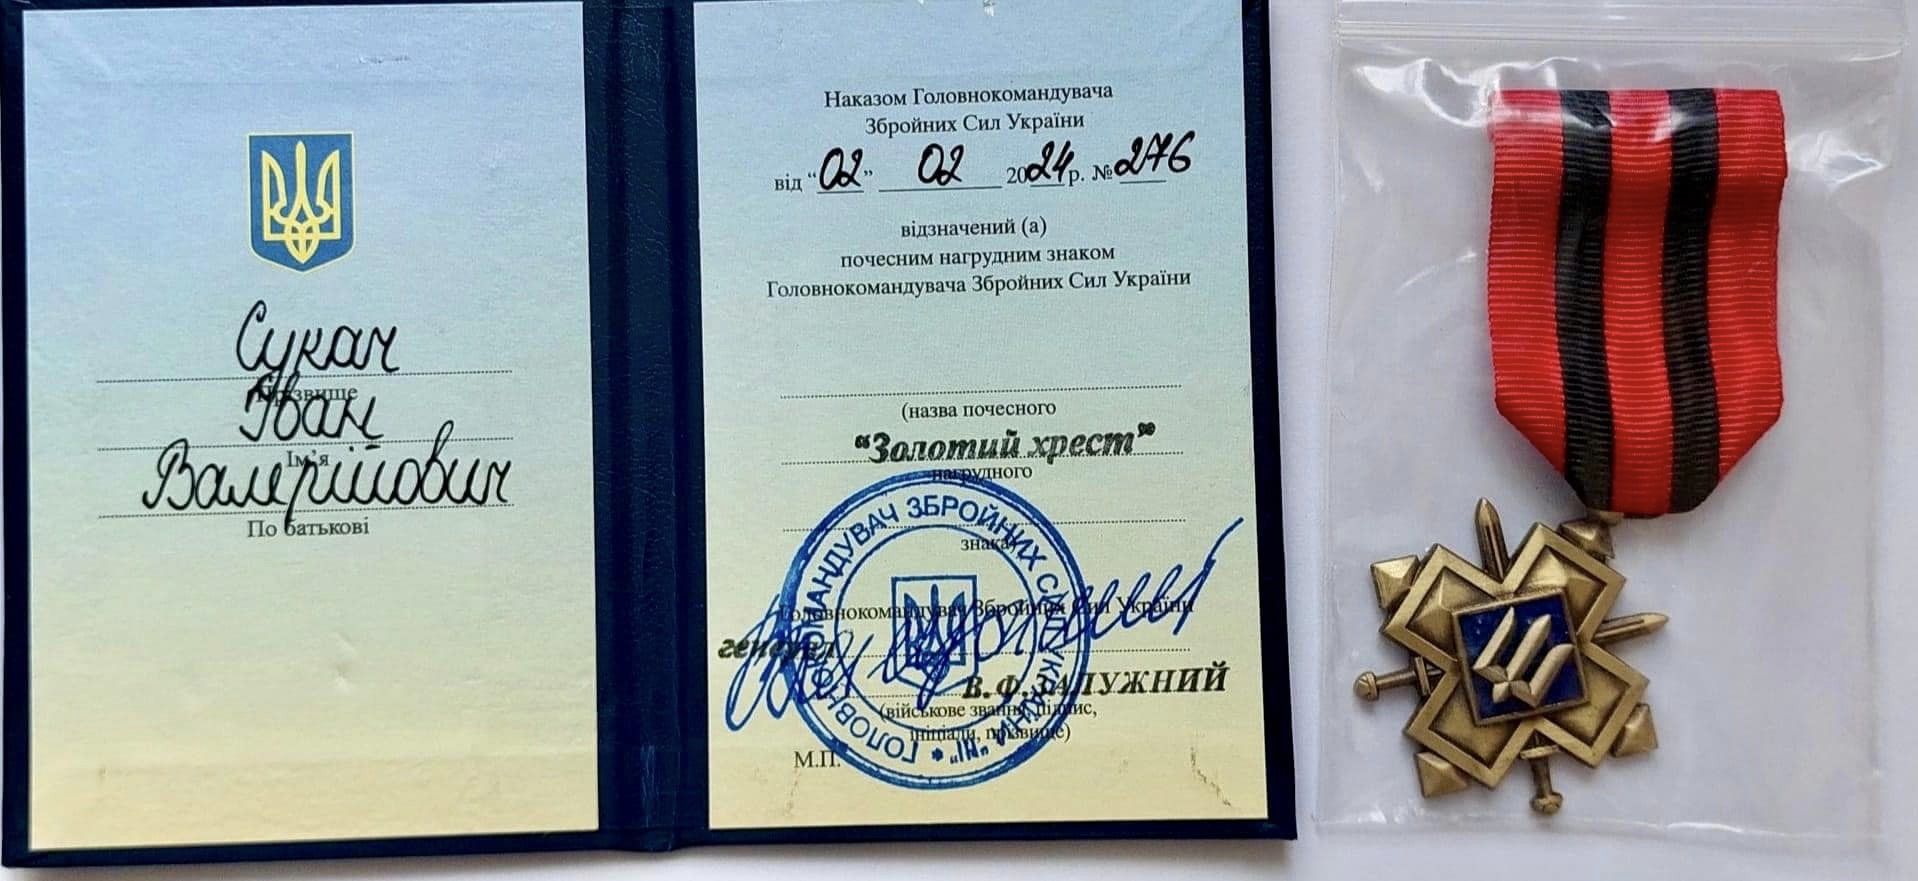 Сукач
Прізвище
Іван
Ім'я
Валерійович
По батькові
Наказом Головнокомандувача
Збройних Сил України
від “02” 02 2024 р. № 276
відзначений (а)
почесним нагрудним знаком
Головнокомандувача Збройних Сил України
(назва почесного
“Золотий хрест”
нагрудного
знака)
Головнокомандувач Збройних Сил України
генерал
В.Ф.ЗАЛУЖНИЙ
(військове звання, підпис,
ініціали, прізвище)
М.П.
ГОЛОВНОКОМАНДУВАЧ ЗБРОЙНИХ СИЛ УКРАЇНИ * "ІН" *